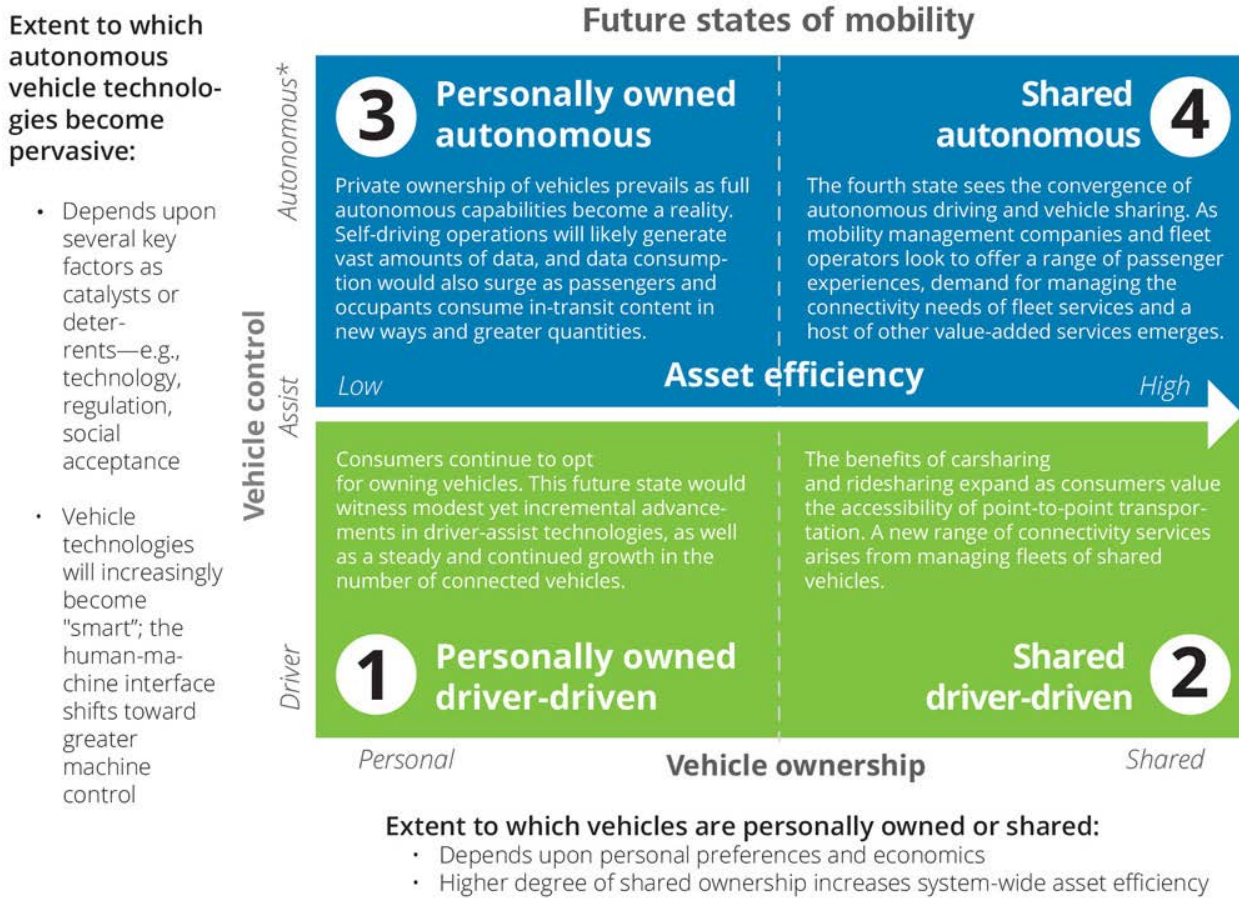 Future states of mobility
Extent to which
autonomous
vehicle technolo-
gies become
pervasive:
• Depends upon
several key
factors as
catalysts or
deter-
rents—e.g.,
technology,
regulation,
social
acceptance
• Vehicle
technologies
will increasingly
become
"smart"; the
human-ma-
chine interface
shifts toward
greater
machine
control
Vehicle control
Autonomous*
Assist
Driver
3
Personally owned
autonomous
Private ownership of vehicles prevails as full
autonomous capabilities become a reality.
Self-driving operations will likely generate
vast amounts of data, and data consump-
tion would also surge as passengers and
occupants consume in-transit content in
new ways and greater quantities.
Shared
autonomous
4
The fourth state sees the convergence of
autonomous driving and vehicle sharing. As
mobility management companies and fleet
operators look to offer a range of passenger
experiences, demand for managing the
connectivity needs of fleet services and a
host of other value-added services emerges.
Low
Asset efficiency
High
Consumers continue to opt
for owning vehicles. This future state would
witness modest yet incremental advance-
ments in driver-assist technologies, as well
as a steady and continued growth in the
number of connected vehicles.
1
Personally owned
driver-driven
The benefits of carsharing
and ridesharing expand as consumers value
the accessibility of point-to-point transpor-
tation. A new range of connectivity services
arises from managing fleets of shared
vehicles.
Shared
driver-driven
2
Personal
Vehicle ownership
Shared
Extent to which vehicles are personally owned or shared:
• Depends upon personal preferences and economics
• Higher degree of shared ownership increases system-wide asset efficiency